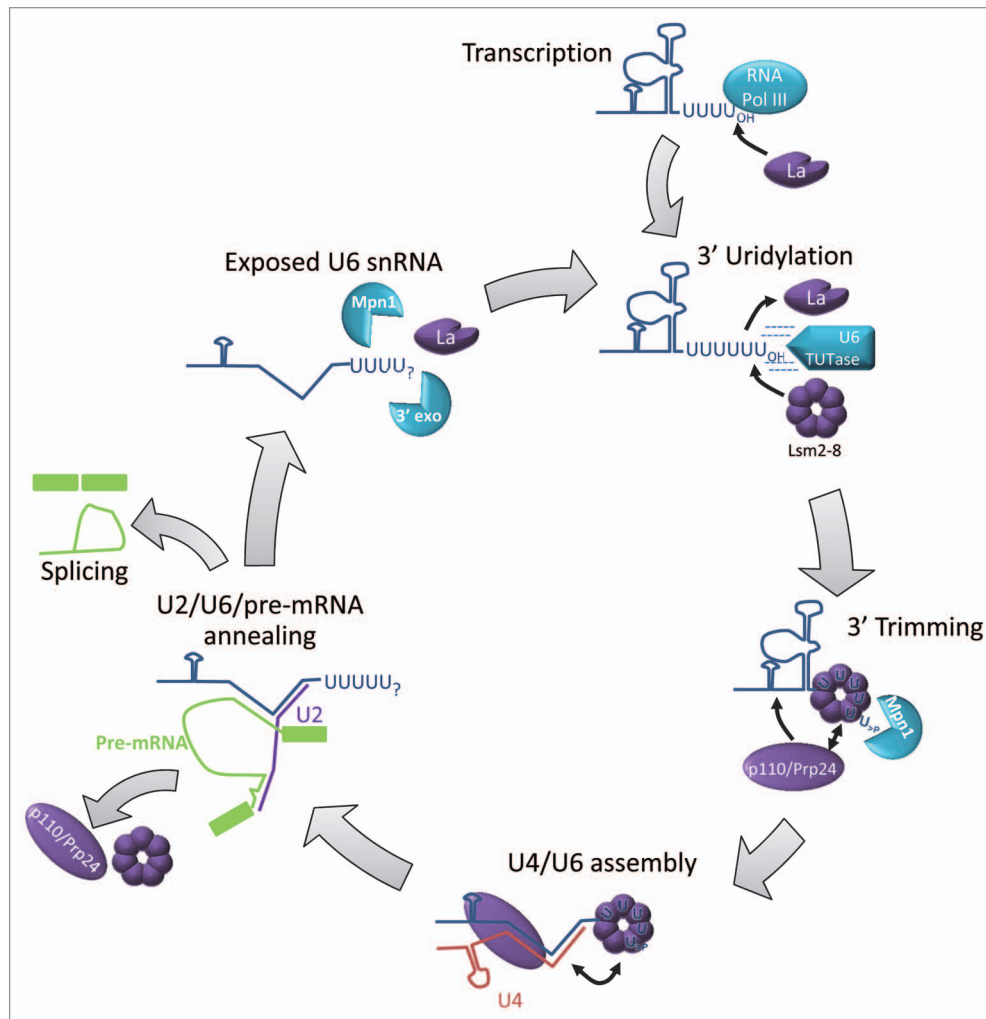 Transcription
RNA
Pol III
UUUU
OH
La
3' Uridylation
La
UUUUUU
OH
U6
TUTase
Lsm2-8
Exposed U6 snRNA
Mpn1
La
UUUU?
3' exo
Splicing
U2/U6/pre-mRNA
annealing
UUUUU?
U2
Pre-mRNA
p110/Prp24
3' Trimming
U
U
U
U
U
U>P
Mpn1
p110/Prp24
U4/U6 assembly
U
U
U
U
U>P
U4